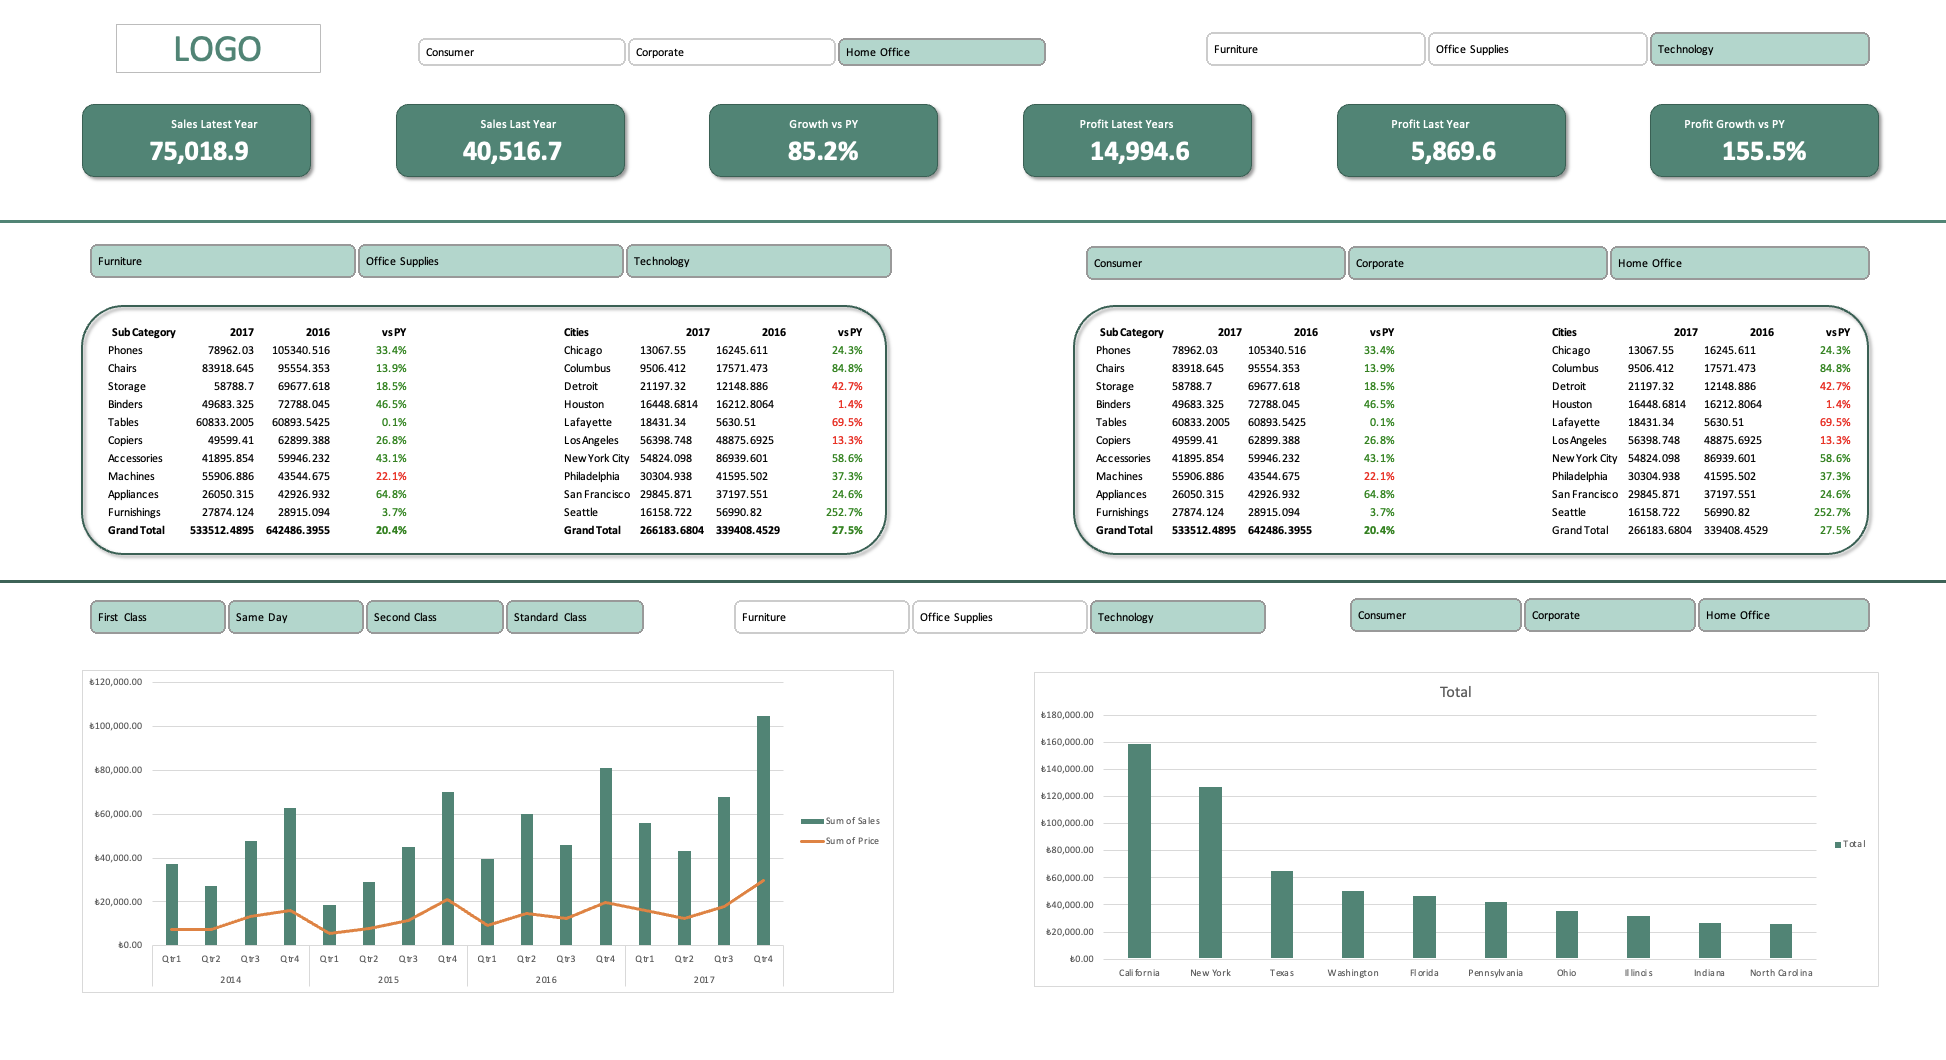 LOGO
Consumer Corporate Home Office
Furniture Office Supplies Technology
Sales Latest Year
75,018.9
Sales Last Year
40,516.7
Growth vs PY
85.2%
Profit Latest Years
14,994.6
Profit Last Year
5,869.6
Profit Growth vs PY
155.5%
Furniture Office Supplies Technology
Consumer Corporate Home Office
Sub Category 2017 2016 vs PY
Phones 78962.03 105340.516 33.4%
Chairs 83918.645 95554.353 13.9%
Storage 58788.7 69677.618 18.5%
Binders 49683.325 72788.045 46.5%
Tables 60833.2005 60893.5425 0.1%
Copiers 49599.41 62899.388 26.8%
Accessories 41895.854 59946.232 43.1%
Machines 55906.886 43544.675 22.1%
Appliances 26050.315 42926.932 64.8%
Furnishings 27874.124 28915.094 3.7%
Grand Total 533512.4895 642486.3955 20.4%
Cities 2017 2016 vs PY
Chicago 13067.55 16245.611 24.3%
Columbus 9506.412 17571.473 84.8%
Detroit 21197.32 12148.886 42.7%
Houston 16448.6814 16212.8064 1.4%
Lafayette 18431.34 5630.51 69.5%
Los Angeles 56398.748 48875.6925 13.3%
New York City 54824.098 86939.601 58.6%
Philadelphia 30304.938 41595.502 37.3%
San Francisco 29845.871 37197.551 24.6%
Seattle 16158.722 56990.82 252.7%
Grand Total 266183.6804 339408.4529 27.5%
Sub Category 2017 2016 vs PY
Phones 78962.03 105340.516 33.4%
Chairs 83918.645 95554.353 13.9%
Storage 58788.7 69677.618 18.5%
Binders 49683.325 72788.045 46.5%
Tables 60833.2005 60893.5425 0.1%
Copiers 49599.41 62899.388 26.8%
Accessories 41895.854 59946.232 43.1%
Machines 55906.886 43544.675 22.1%
Appliances 26050.315 42926.932 64.8%
Furnishings 27874.124 28915.094 3.7%
Grand Total 533512.4895 642486.3955 20.4%
Cities 2017 2016 vs PY
Chicago 13067.55 16245.611 24.3%
Columbus 9506.412 17571.473 84.8%
Detroit 21197.32 12148.886 42.7%
Houston 16448.6814 16212.8064 1.4%
Lafayette 18431.34 5630.51 69.5%
Los Angeles 56398.748 48875.6925 13.3%
New York City 54824.098 86939.601 58.6%
Philadelphia 30304.938 41595.502 37.3%
San Francisco 29845.871 37197.551 24.6%
Seattle 16158.722 56990.82 252.7%
Grand Total 266183.6804 339408.4529 27.5%
First Class Same Day Second Class Standard Class
Furniture Office Supplies Technology
Consumer Corporate Home Office
₺120,000.00
₺100,000.00
₺80,000.00
₺60,000.00
₺40,000.00
₺20,000.00
₺0.00
Qtr1 Qtr2 Qtr3 Qtr4 Qtr1 Qtr2 Qtr3 Qtr4 Qtr1 Qtr2 Qtr3 Qtr4 Qtr1 Qtr2 Qtr3 Qtr4
2014 2015 2016 2017
Sum of Sales
Sum of Price
Total
₺180,000.00
₺160,000.00
₺140,000.00
₺120,000.00
₺100,000.00
₺80,000.00
₺60,000.00
₺40,000.00
₺20,000.00
₺0.00
California New York Texas Washington Florida Pennsylvania Ohio Illinois Indiana North Carolina
Total